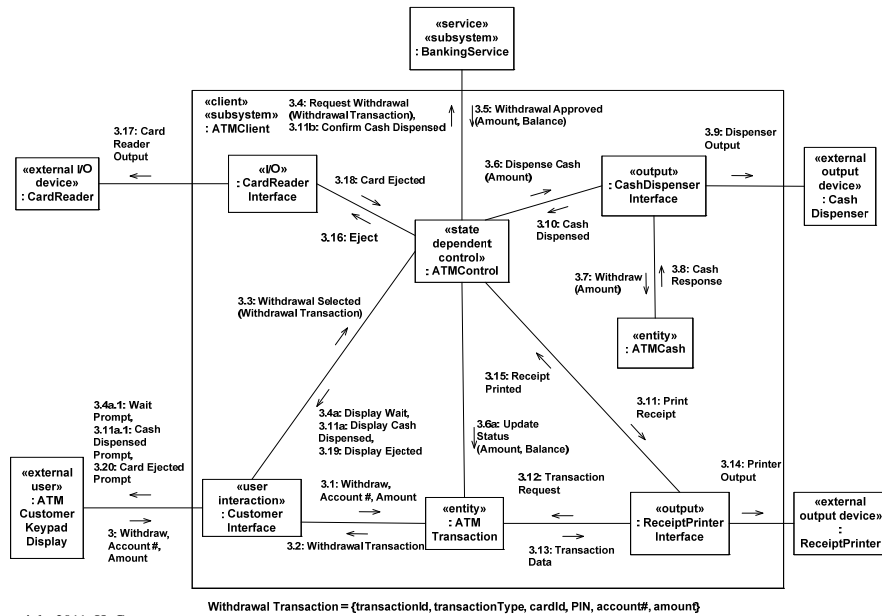 «service»
«subsystem»
: BankingService
«client»
«subsystem»
: ATMClient
3.4: Request Withdrawal
(Withdrawal Transaction),
3.11b: Confirm Cash Dispensed
3.5: Withdrawal Approved
(Amount, Balance)
3.17: Card
Reader
Output
3.9: Dispenser
Output
«external I/O
device»
: CardReader
«I/O»
: CardReader
Interface
3.18: Card Ejected
3.16: Eject
3.6: Dispense Cash
(Amount)
3.10: Cash
Dispensed
«output»
: CashDispenser
Interface
«external
output
device»
: Cash
Dispenser
«state
dependent
control»
: ATMControl
3.7: Withdraw
(Amount)
3.8: Cash
Response
3.3: Withdrawal Selected
(Withdrawal Transaction)
«entity»
: ATMCash
3.15: Receipt
Printed
3.11: Print
Receipt
3.4a.1: Wait
Prompt,
3.11a.1: Cash
Dispensed
Prompt,
3.20: Card Ejected
Prompt
3.4a: Display Wait,
3.11a: Display Cash
Dispensed,
3.19: Display Ejected
3.6a: Update
Status
(Amount, Balance)
3.14: Printer
Output
«external
user»
: ATM
Customer
Keypad
Display
3: Withdraw,
Account #,
Amount
«user
interaction»
: Customer
Interface
3.1: Withdraw,
Account #, Amount
3.2: Withdrawal Transaction
«entity»
: ATM
Transaction
3.12: Transaction
Request
3.13: Transaction
Data
«output»
: ReceiptPrinter
Interface
«external
output device»
:
ReceiptPrinter
Withdrawal Transaction = {transactionId, transactionType, cardId, PIN, account#, amount}